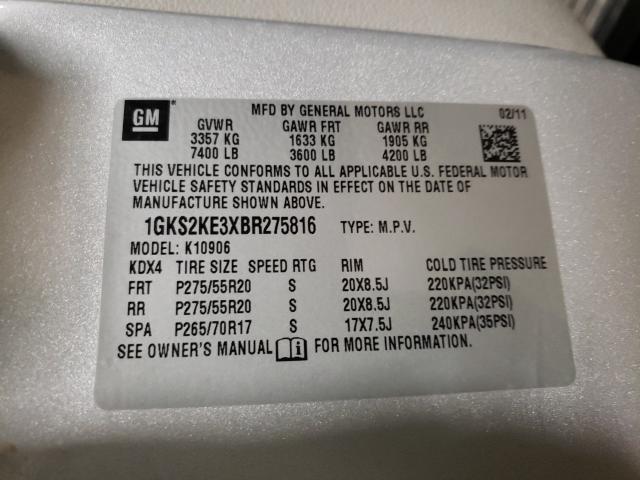 GM
MFD BY GENERAL MOTORS LLC 02/11
GVWR GAWR FRT GAWR RR
3357 KG 1633 KG 1905 KG
7400 LB 3600 LB 4200 LB
THIS VEHICLE CONFORMS TO ALL APPLICABLE U.S. FEDERAL MOTOR
VEHICLE SAFETY STANDARDS IN EFFECT ON THE DATE OF
MANUFACTURE SHOWN ABOVE.
1GKS2KE3XBR275816 TYPE: M.P.V.
MODEL: K10906
KDX4 TIRE SIZE SPEED RTG RIM COLD TIRE PRESSURE
FRT P275/55R20 S 20X8.5J 220KPA(32PSI)
RR P275/55R20 S 20X8.5J 220KPA(32PSI)
SPA P265/70R17 S 17X7.5J 240KPA(35PSI)
SEE OWNER'S MANUAL i FOR MORE INFORMATION.